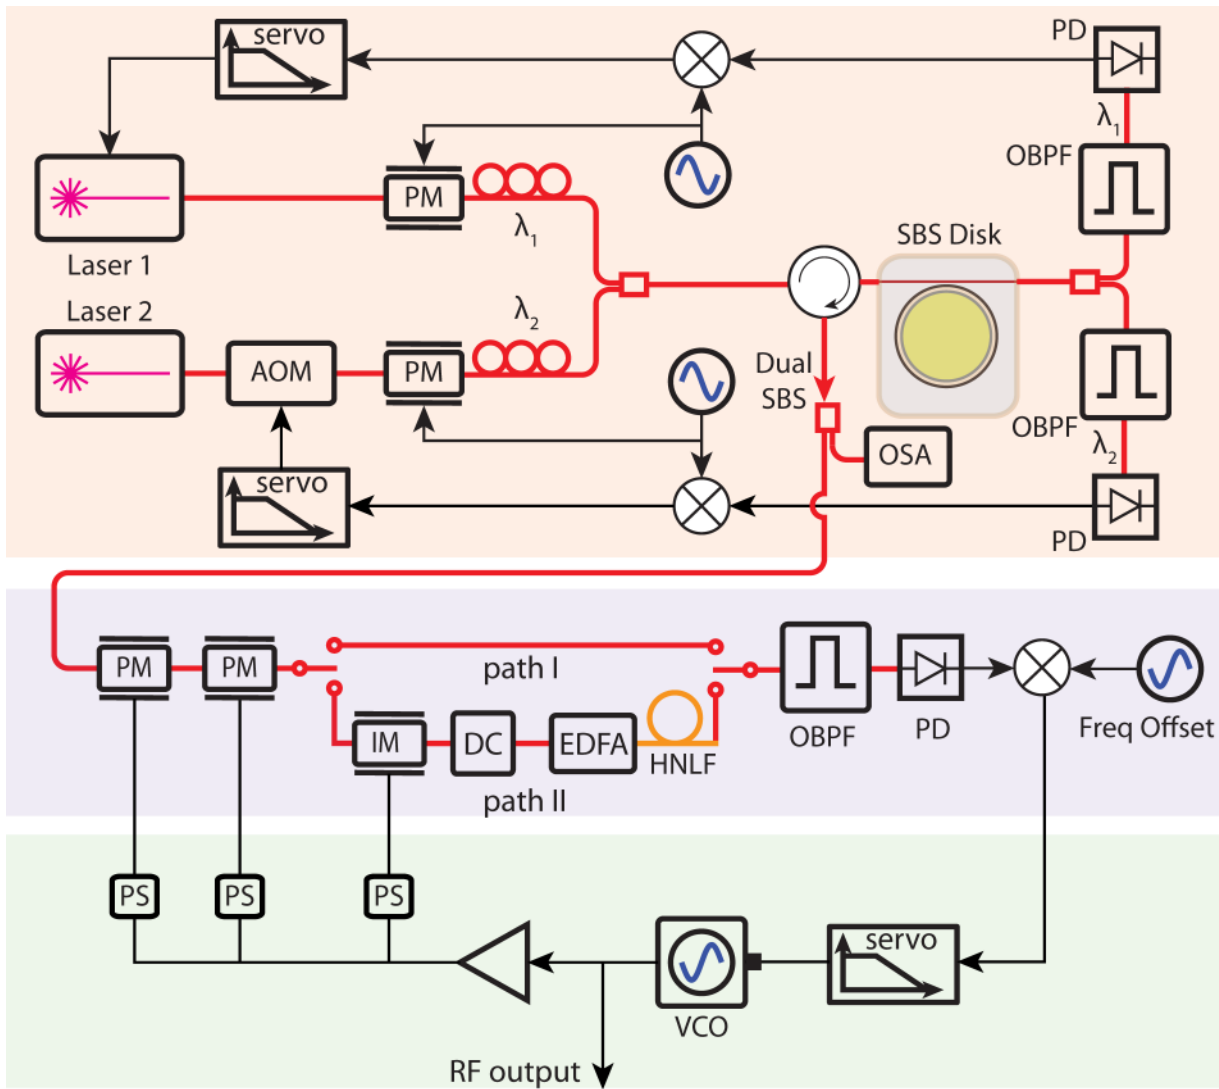 servo
PD
λ1
OBPF
PM
λ1
SBS Disk
Laser 1
Laser 2
λ2
AOM
PM
Dual
SBS
OBPF
λ2
OSA
servo
PD
PM
PM
path I
IM
DC
EDFA
HNLF
OBPF
PD
Freq Offset
path II
PS
PS
PS
servo
VCO
RF output